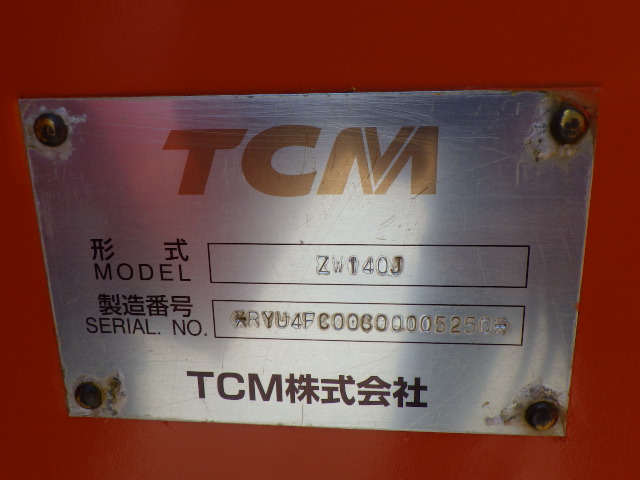 TCM
形式
MODEL
ZW140J
製造番号
SERIAL. NO.
*RYU4FC00C00005250*
TCM株式会社